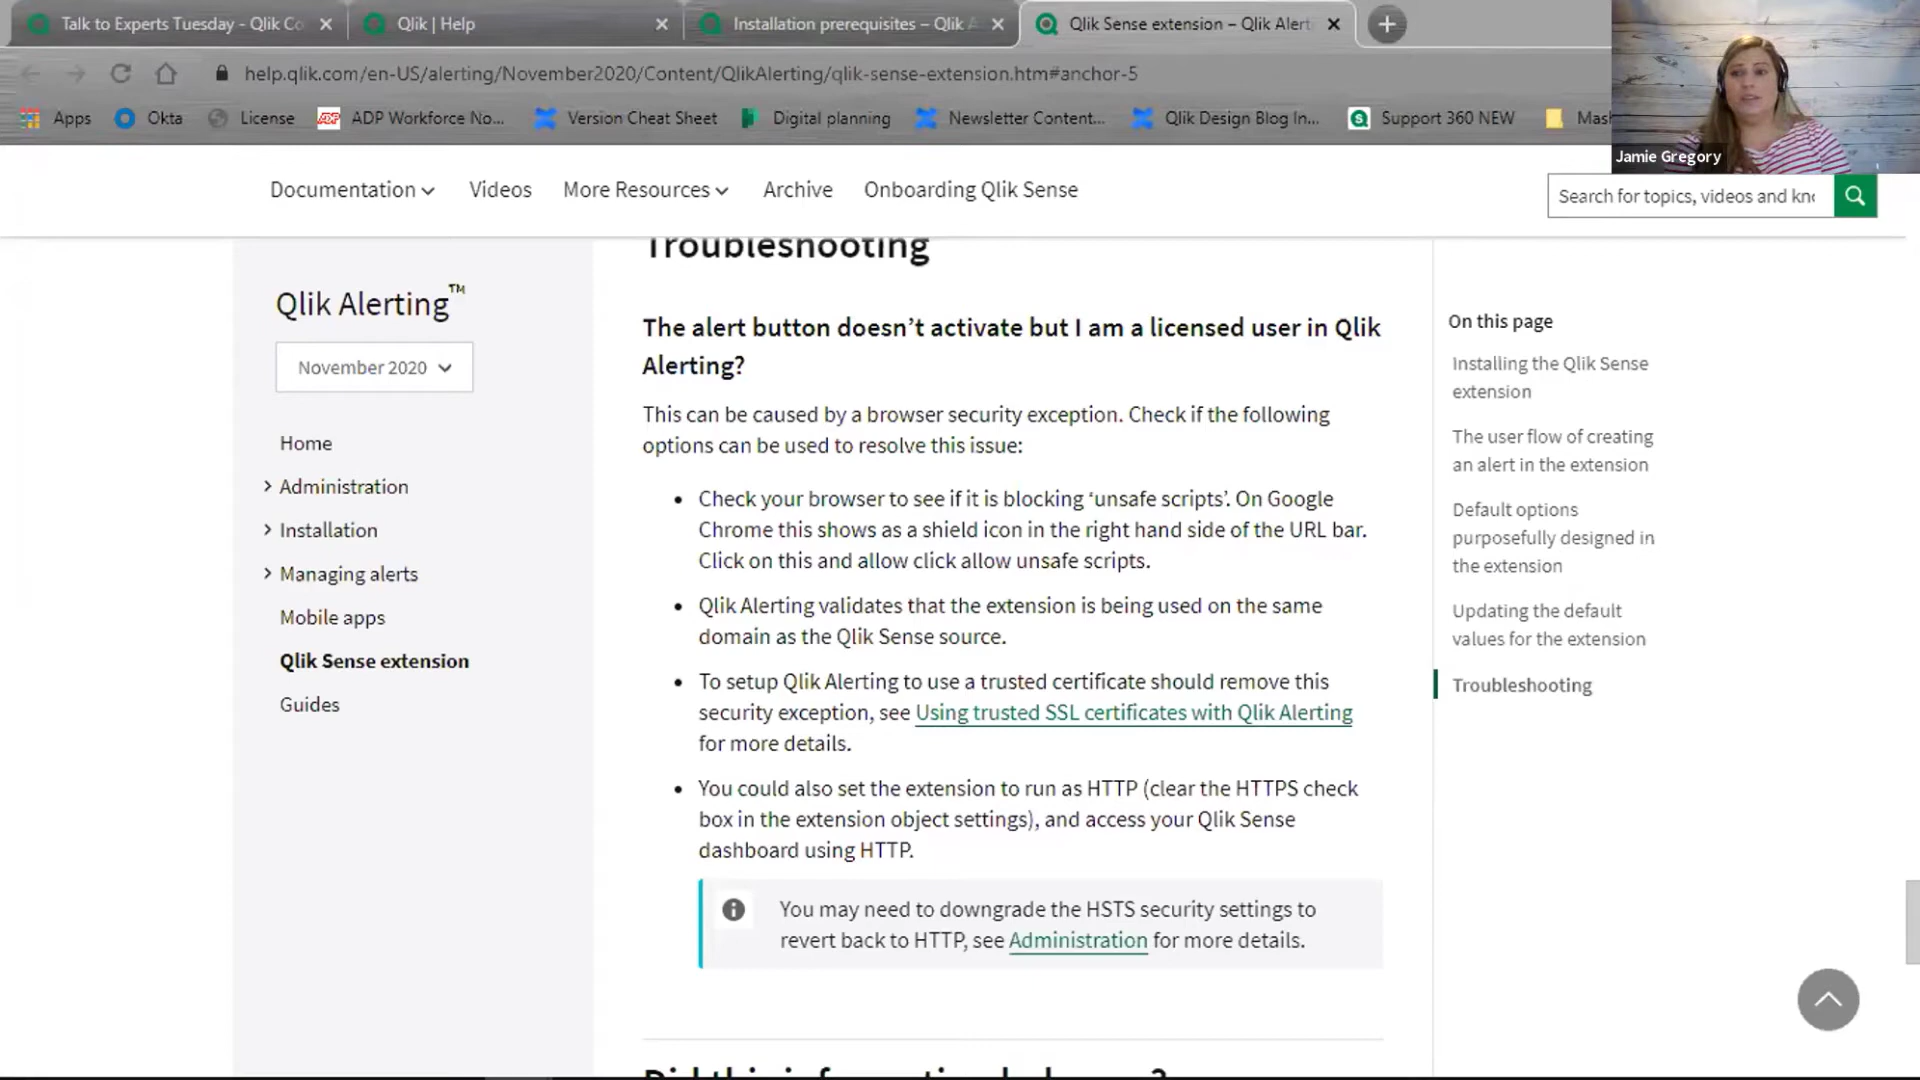 Talk to Experts Tuesday - Qlik Co
Qlik | Help
Installation prerequisites – Qlik A
Qlik Sense extension – Qlik Alert
help.qlik.com/en-US/alerting/November2020/Content/QlikAlerting/qlik-sense-extension.htm#anchor-5
Apps
Okta
License
ADP Workforce No...
Version Cheat Sheet
Digital planning
Newsletter Content...
Qlik Design Blog In...
Support 360 NEW
Mas
Jamie Gregory
Documentation
Videos
More Resources
Archive
Onboarding Qlik Sense
Search for topics, videos and kn
Qlik Alerting™
November 2020
Home
Administration
Installation
Managing alerts
Mobile apps
Qlik Sense extension
Guides
Troubleshooting
The alert button doesn’t activate but I am a licensed user in Qlik
Alerting?
This can be caused by a browser security exception. Check if the following
options can be used to resolve this issue:
• Check your browser to see if it is blocking ‘unsafe scripts’. On Google
Chrome this shows as a shield icon in the right hand side of the URL bar.
Click on this and allow click allow unsafe scripts.
• Qlik Alerting validates that the extension is being used on the same
domain as the Qlik Sense source.
• To setup Qlik Alerting to use a trusted certificate should remove this
security exception, see Using trusted SSL certificates with Qlik Alerting
for more details.
• You could also set the extension to run as HTTP (clear the HTTPS check
box in the extension object settings), and access your Qlik Sense
dashboard using HTTP.
You may need to downgrade the HSTS security settings to
revert back to HTTP, see Administration for more details.
Did this information help you?
On this page
Installing the Qlik Sense
extension
The user flow of creating
an alert in the extension
Default options
purposefully designed in
the extension
Updating the default
values for the extension
Troubleshooting